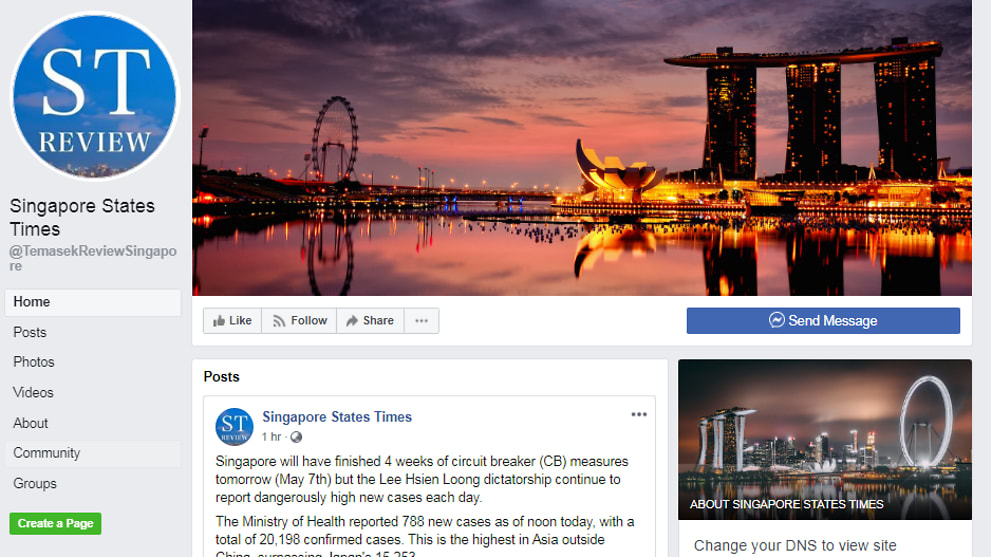 ST
REVIEW
Singapore States
Times
@TemasekReviewSingapo
re
Home
Posts
Photos
Videos
About
Community
Groups
Create a Page
Like
Follow
Share
Send Message
Posts
ST
REVIEW
Singapore States Times
1 hr ·
Singapore will have finished 4 weeks of circuit breaker (CB) measures
tomorrow (May 7th) but the Lee Hsien Loong dictatorship continue to
report dangerously high new cases each day.
The Ministry of Health reported 788 new cases as of noon today, with a
total of 20,198 confirmed cases. This is the highest in Asia outside
China, surpassing Japan's 15,253
ABOUT SINGAPORE STATES TIMES
Change your DNS to view site